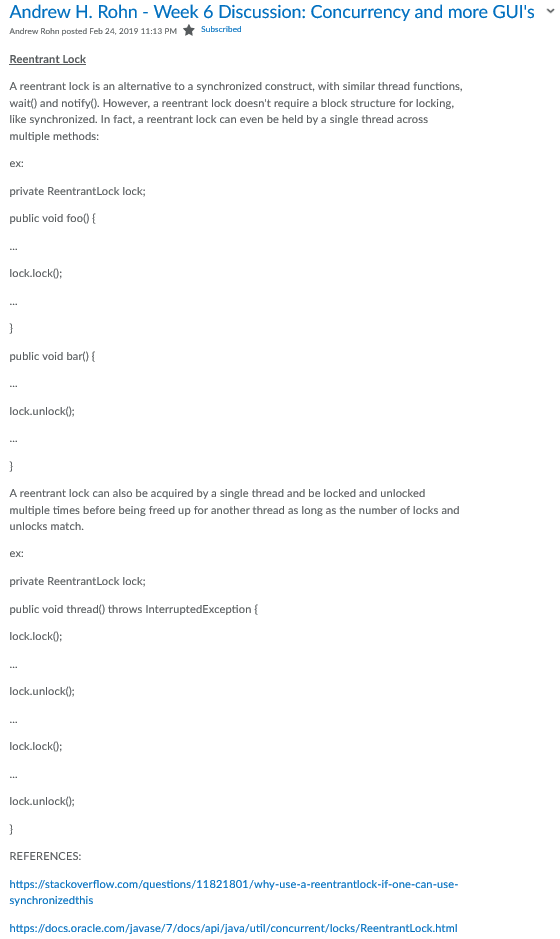 Andrew H. Rohn - Week 6 Discussion: Concurrency and more GUI's
Andrew Rohn posted Feb 24, 2019 11:13 PM ★ Subscribed
Reentrant Lock
A reentrant lock is an alternative to a synchronized construct, with similar thread functions,
wait() and notify(). However, a reentrant lock doesn't require a block structure for locking,
like synchronized. In fact, a reentrant lock can even be held by a single thread across
multiple methods:
ex:
private ReentrantLock lock;
public void foo() {
...
lock.lock();
...
}
public void bar() {
...
lock.unlock();
...
}
A reentrant lock can also be acquired by a single thread and be locked and unlocked
multiple times before being freed up for another thread as long as the number of locks and
unlocks match.
ex:
private ReentrantLock lock;
public void thread() throws InterruptedException {
lock.lock();
...
lock.unlock();
...
lock.lock();
...
lock.unlock();
}
REFERENCES:
https://stackoverflow.com/questions/11821801/why-use-a-reentrantlock-if-one-can-use-
synchronizedthis
https://docs.oracle.com/javase/7/docs/api/java/util/concurrent/locks/ReentrantLock.html